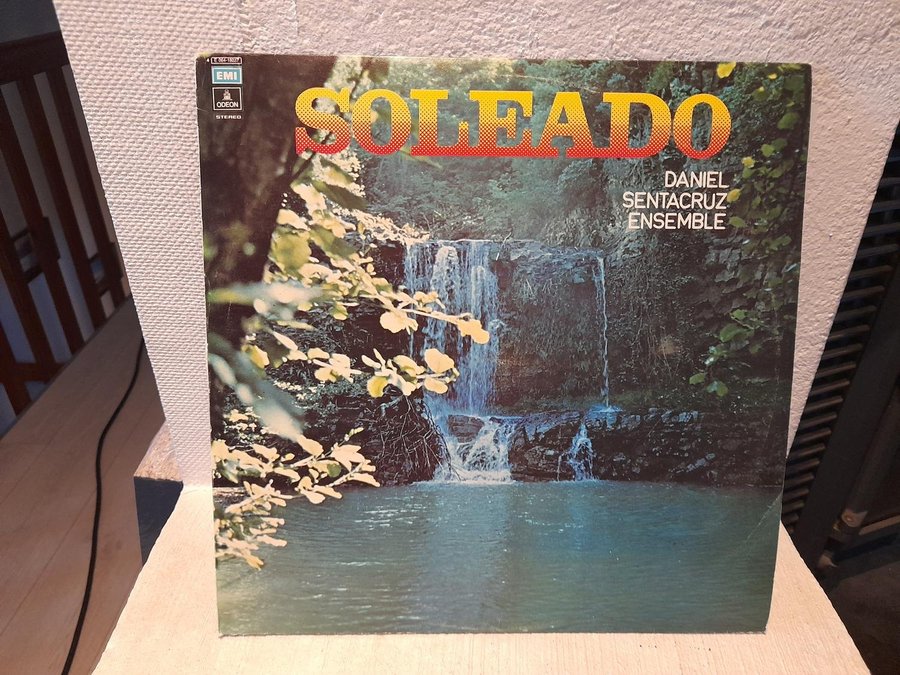 EMI
ODEON
STEREO
SOLEADO
DANIEL
SENTACRUZ
ENSEMBLE